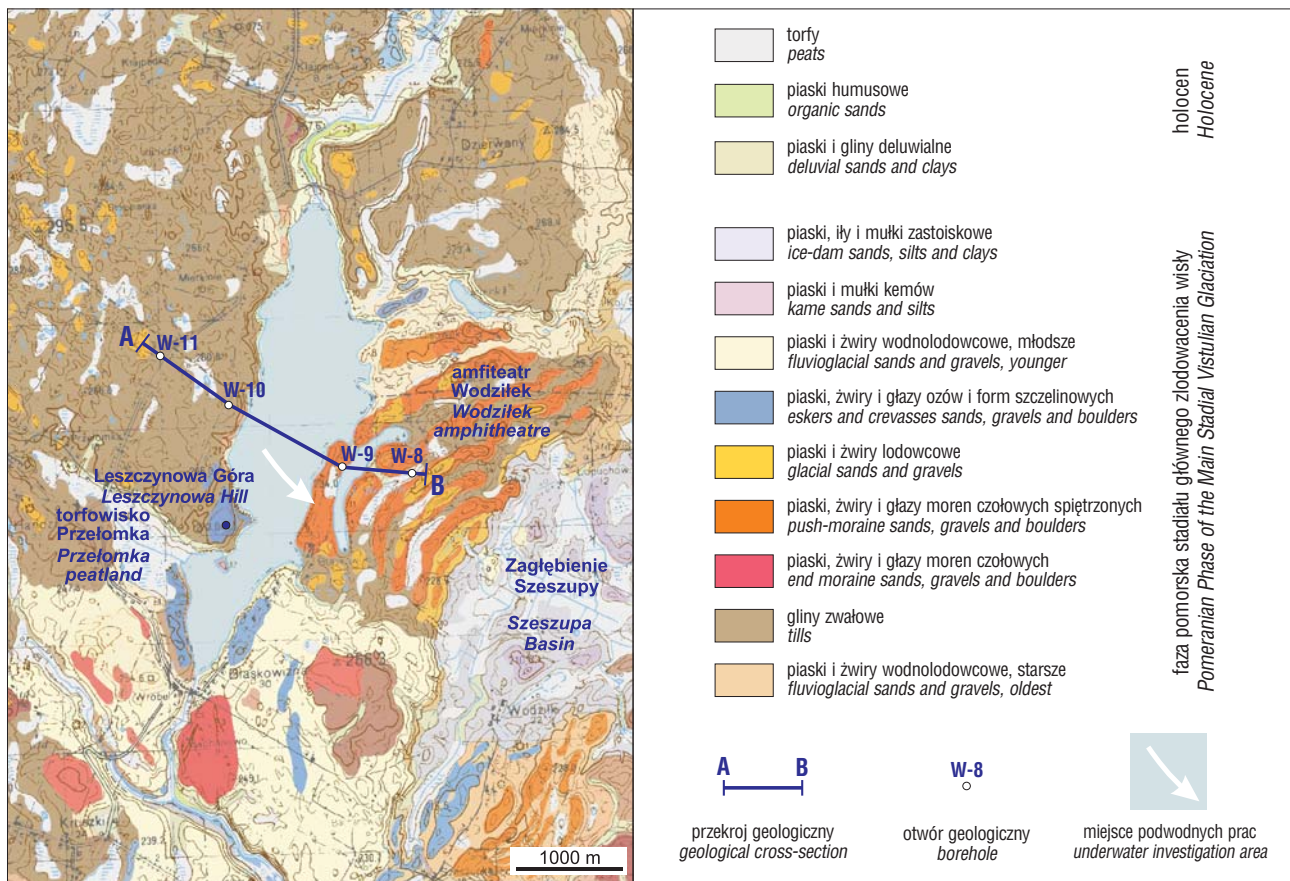 Klajpedka
Dzierwany
295.5
A
W-11
W-10
W-9
W-8
B
amfiteatr
Wodziłek
Wodziłek
amphitheatre
Leszczynowa Góra
Leszczynowa Hill
torfowisko
Przełomka
Przełomka
peatland
Zagłębienie
Szeszupy
Szeszupa
Basin
Błaskowizna
266.3
Wodziłki
1000 m
torfy
peats
piaski humusowe
organic sands
piaski i gliny deluwialne
deluvial sands and clays
holocen
Holocene
piaski, iły i mułki zastoiskowe
ice-dam sands, silts and clays
piaski i mułki kemów
kame sands and silts
piaski i żwiry wodnolodowcowe, młodsze
fluvioglacial sands and gravels, younger
piaski, żwiry i głazy ozów i form szczelinowych
eskers and crevasses sands, gravels and boulders
piaski i żwiry lodowcowe
glacial sands and gravels
piaski, żwiry i głazy moren czołowych spiętrzonych
push-moraine sands, gravels and boulders
piaski, żwiry i głazy moren czołowych
end moraine sands, gravels and boulders
gliny zwałowe
tills
piaski i żwiry wodnolodowcowe, starsze
fluvioglacial sands and gravels, oldest
faza pomorska stadiału głównego zlodowacenia wisły
Pomeranian Phase of the Main Stadial Vistulian Glaciation
A B
przekroj geologiczny
geological cross-section
W-8
otwór geologiczny
borehole
miejsce podwodnych prac
underwater investigation area